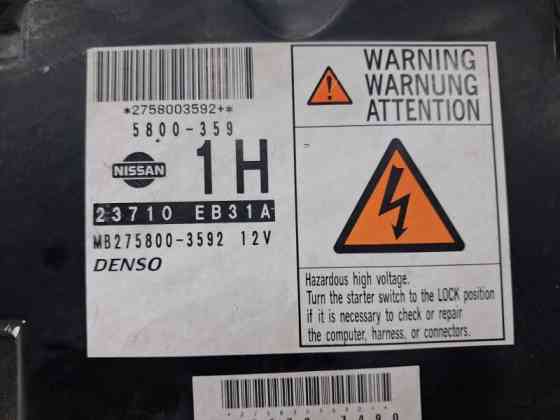 *2758003592+*
5800-359
NISSAN
1H
23710 EB31A
MB275800-3592 12V
DENSO
WARNING
WARNUNG
ATTENTION
Hazardous high voltage.
Turn the starter switch to the LOCK position
if it is necessary to check or repair
the computer, harness, or connectors.